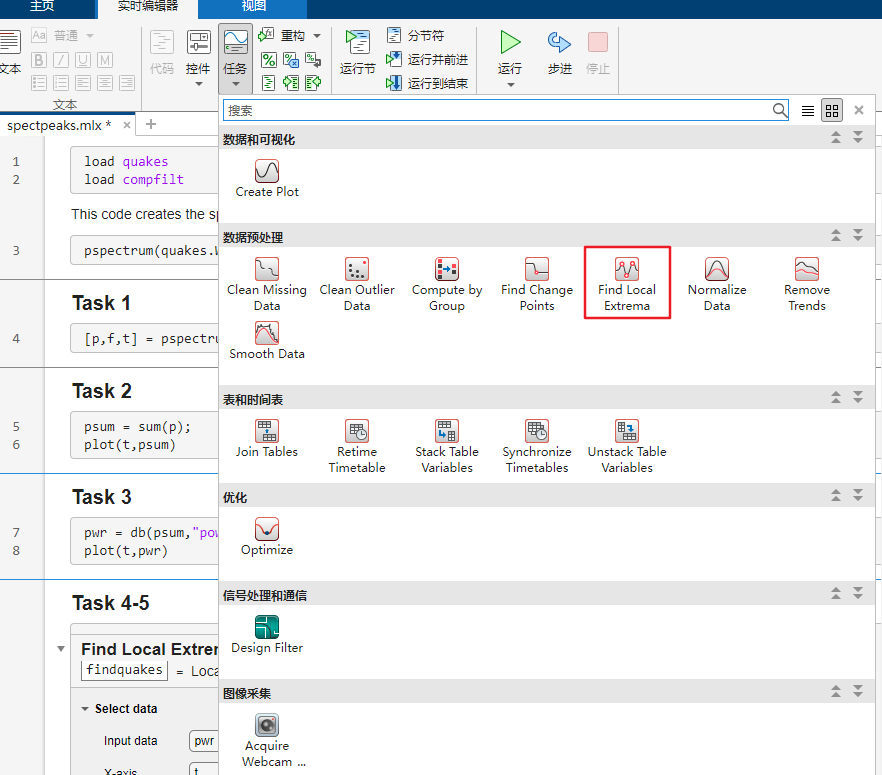 主页
实时编辑器
视图
Aa 普通
B I U M
文本
文本
代码
控件
任务
重构
运行节
分节符
运行并前进
运行到结束
运行
步进
停止
spectpeaks.mlx * ×
搜索
1 load quakes
2 load compfilt
This code creates the sp
3 pspectrum(quakes.
Task 1
4 [p,f,t] = pspectru
Task 2
5 psum = sum(p);
6 plot(t,psum)
Task 3
7 pwr = db(psum,"pow
8 plot(t,pwr)
Task 4-5
Find Local Extrem
findquakes = Loca
Select data
Input data pwr
X-axis t
数据和可视化
Create Plot
数据预处理
Clean Missing
Data
Clean Outlier
Data
Compute by
Group
Find Change
Points
Find Local
Extrema
Normalize
Data
Remove
Trends
Smooth Data
表和时间表
Join Tables
Retime
Timetable
Stack Table
Variables
Synchronize
Timetables
Unstack Table
Variables
优化
Optimize
信号处理和通信
Design Filter
图像采集
Acquire
Webcam ...